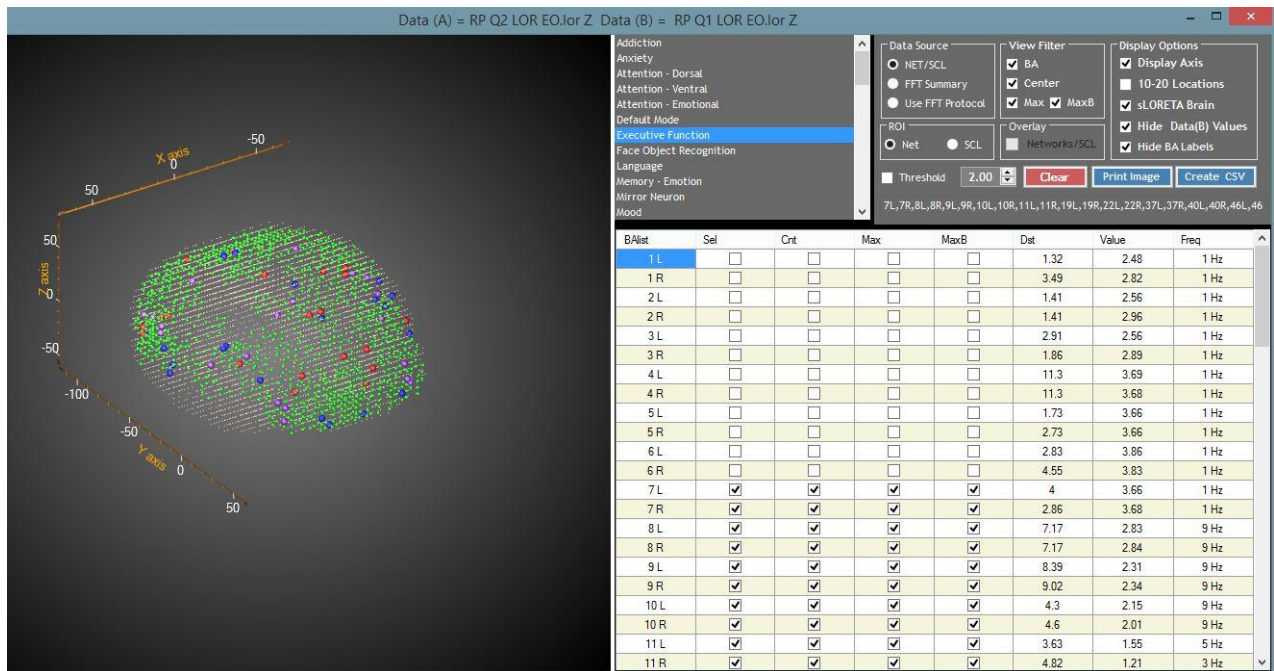 Data (A) = RP Q2 LOR EO.lor Z Data (B) = RP Q1 LOR EO.lor Z
X axis
50
0
-50
Z axis
50
0
-50
Y axis
-100
-50
0
50
Addiction
Anxiety
Attention - Dorsal
Attention - Ventral
Attention - Emotional
Default Mode
Executive Function
Face Object Recognition
Language
Memory - Emotion
Mirror Neuron
Mood
Data Source
NET/SCL
FFT Summary
Use FFT Protocol
View Filter
BA
Center
Max MaxB
Display Options
Display Axis
10-20 Locations
sLORETA Brain
Hide Data(B) Values
Hide BA Labels
ROI
Net SCL
Overlay
Networks/SCL
Threshold 2.00 Clear Print Image Create CSV
7L,7R,8L,8R,9L,9R,10L,10R,11L,11R,19L,19R,22L,22R,37L,37R,40L,40R,46L,46
BAlist Sel Cnt Max MaxB Dst Value Freq
1 L 1.32 2.48 1 Hz
1 R 3.49 2.82 1 Hz
2 L 1.41 2.56 1 Hz
2 R 1.41 2.96 1 Hz
3 L 2.91 2.56 1 Hz
3 R 1.86 2.89 1 Hz
4 L 11.3 3.69 1 Hz
4 R 11.3 3.68 1 Hz
5 L 1.73 3.66 1 Hz
5 R 2.73 3.66 1 Hz
6 L 2.83 3.86 1 Hz
6 R 4.55 3.83 1 Hz
7 L 4 3.66 1 Hz
7 R 2.86 3.68 1 Hz
8 L 7.17 2.83 9 Hz
8 R 7.17 2.84 9 Hz
9 L 8.39 2.31 9 Hz
9 R 9.02 2.34 9 Hz
10 L 4.3 2.15 9 Hz
10 R 4.6 2.01 9 Hz
11 L 3.63 1.55 5 Hz
11 R 4.82 1.21 3 Hz